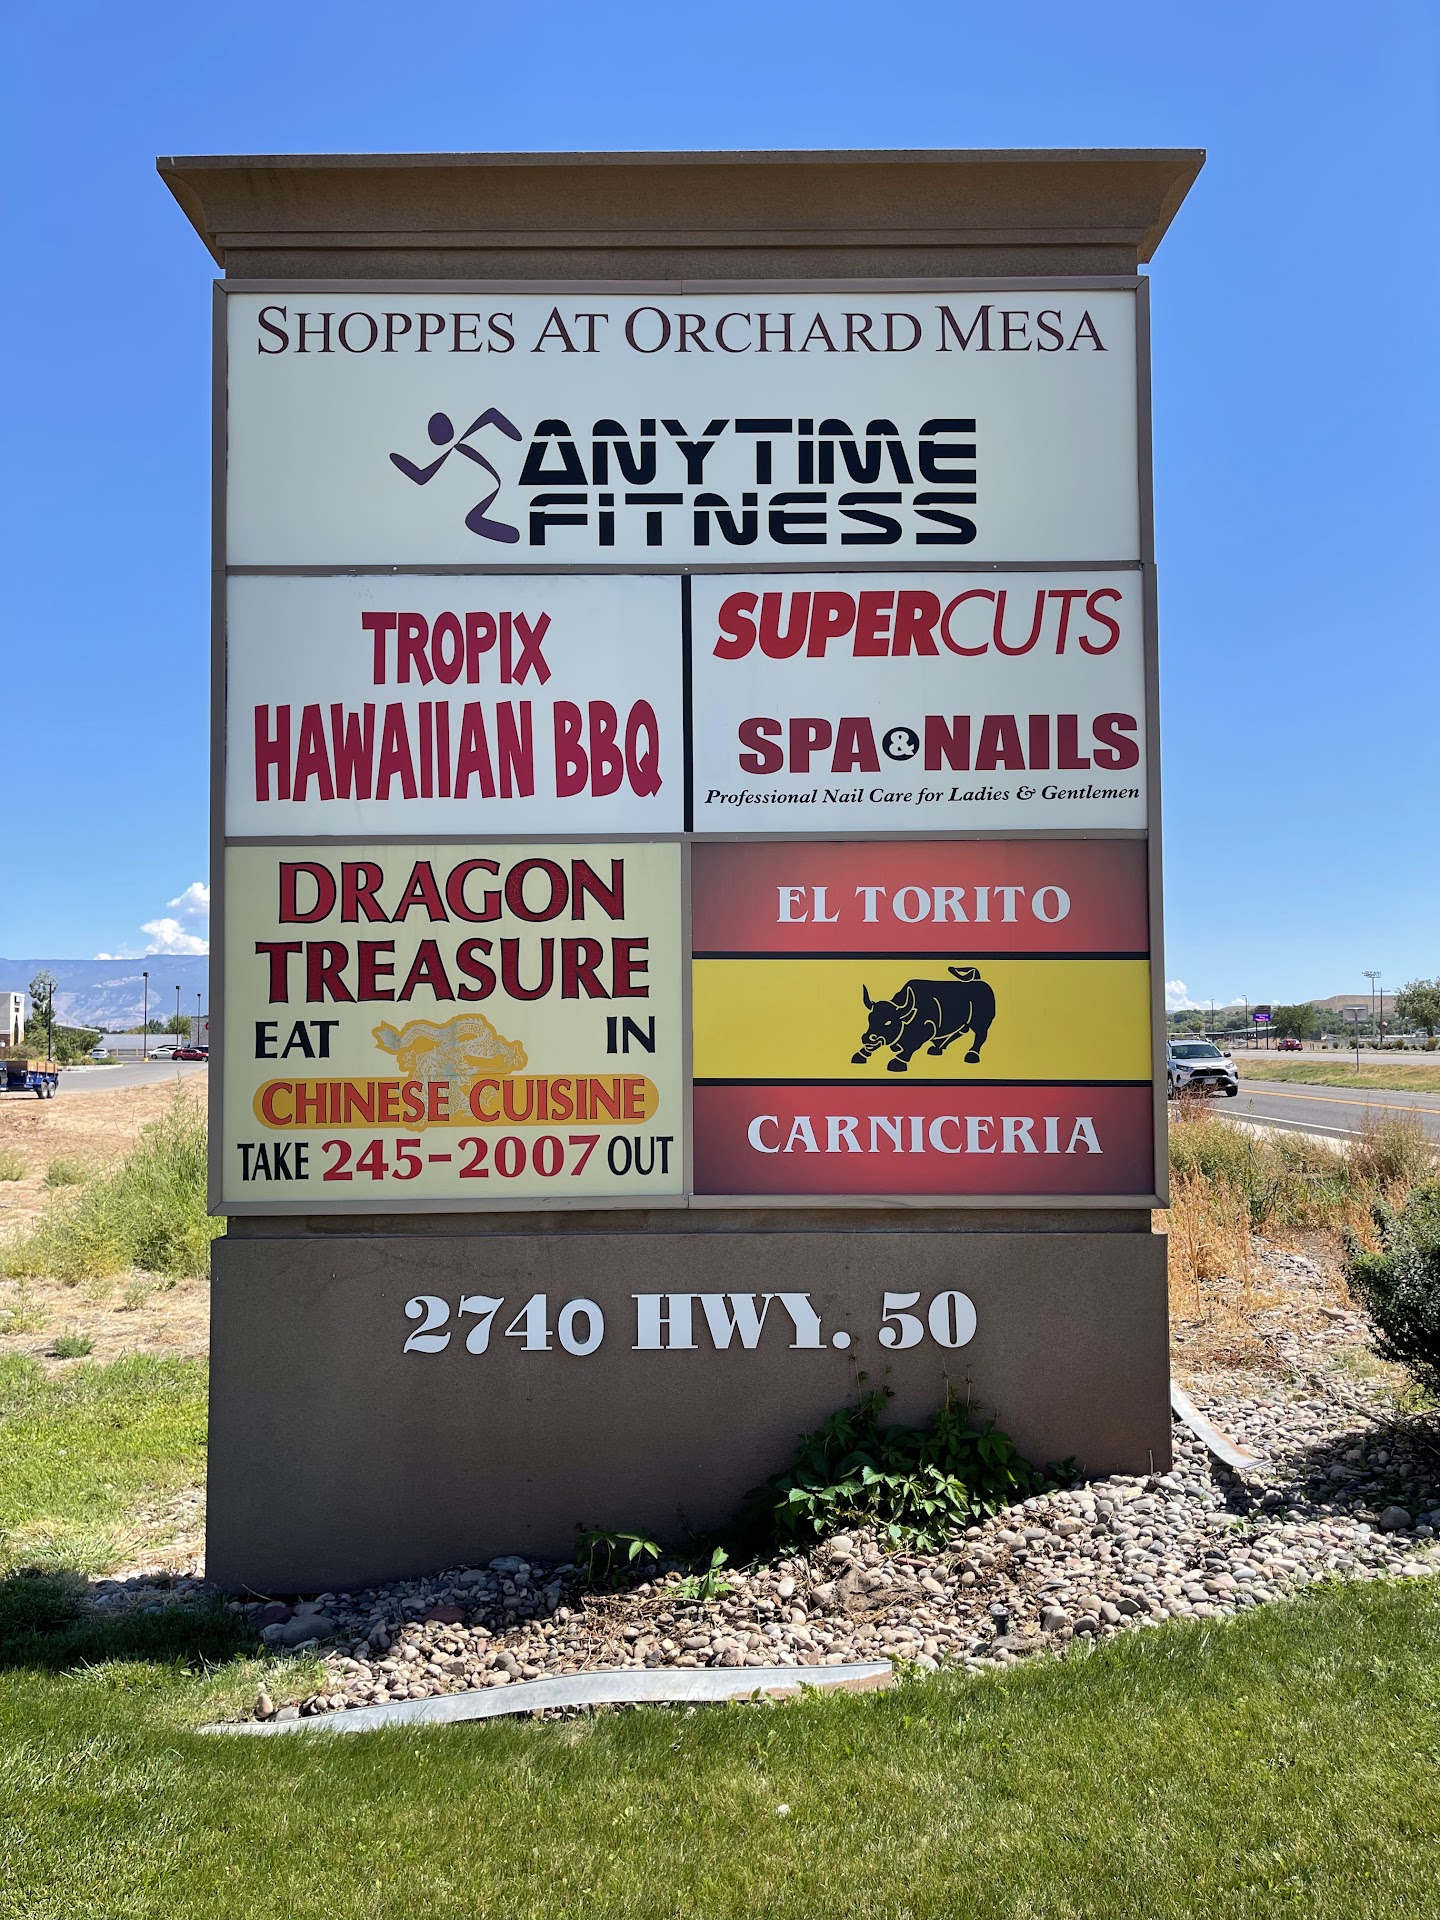 SHOPPES AT ORCHARD MESA
ANYTIME
FITNESS
TROPIX
HAWAIIAN BBQ
SUPERCUTS
SPA & NAILS
Professional Nail Care for Ladies & Gentlemen
DRAGON
TREASURE
EAT IN
CHINESE CUISINE
TAKE 245-2007 OUT
EL TORITO
CARNICERIA
2740 HWY. 50